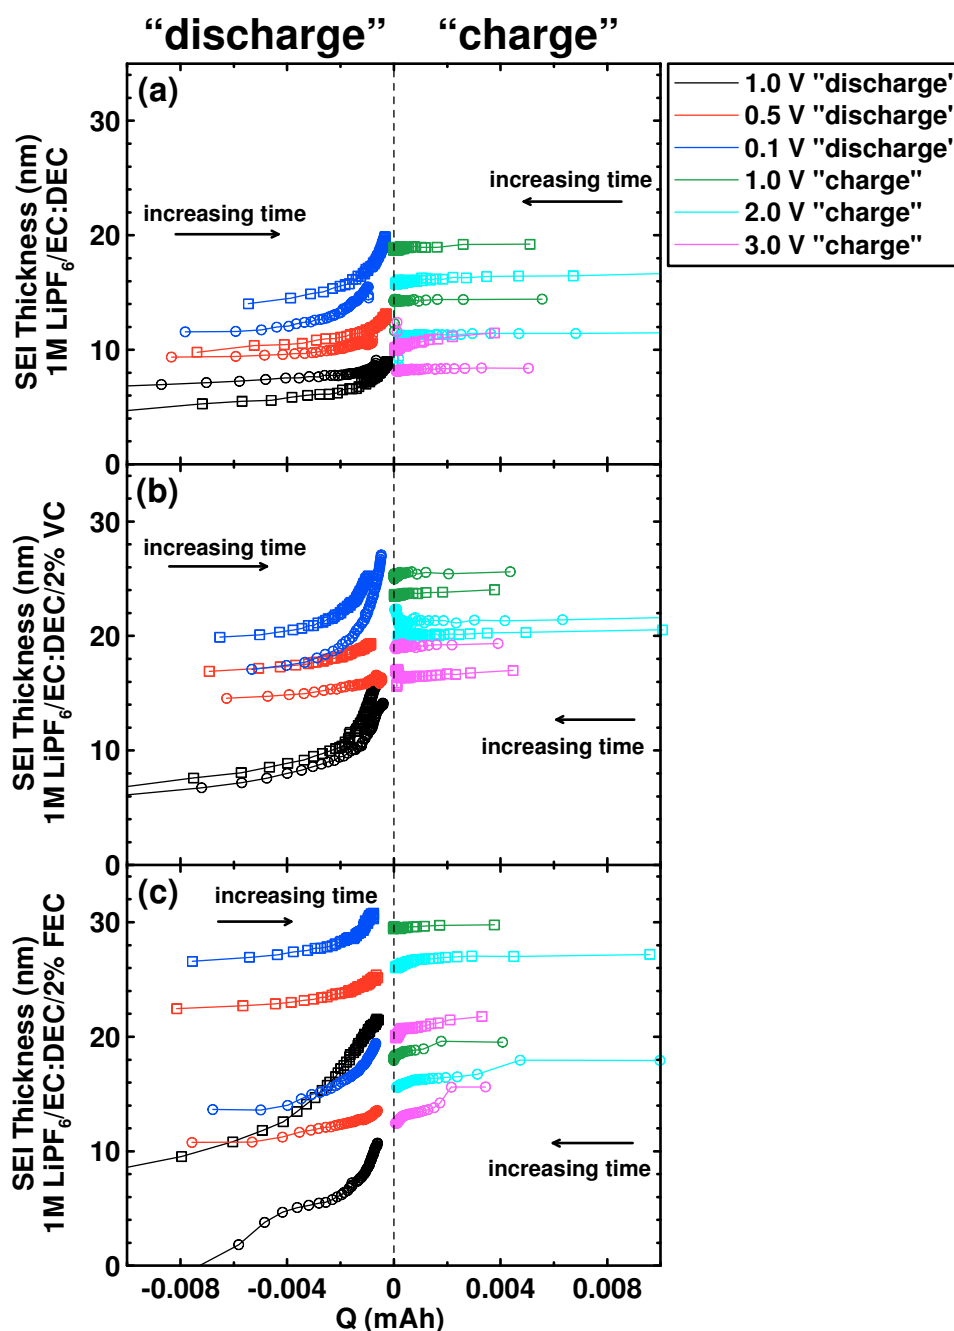 “discharge” “charge”
(a)
SEI Thickness (nm)
1M LiPF6/EC:DEC
30
20
10
0
increasing time
increasing time
1.0 V "discharge"
0.5 V "discharge"
0.1 V "discharge"
1.0 V "charge"
2.0 V "charge"
3.0 V "charge"
(b)
SEI Thickness (nm)
1M LiPF6/EC:DEC/2% VC
30
20
10
0
increasing time
increasing time
(c)
SEI Thickness (nm)
1M LiPF6/EC:DEC/2% FEC
30
20
10
0
increasing time
increasing time
-0.008 -0.004 0 0.004 0.008
Q (mAh)